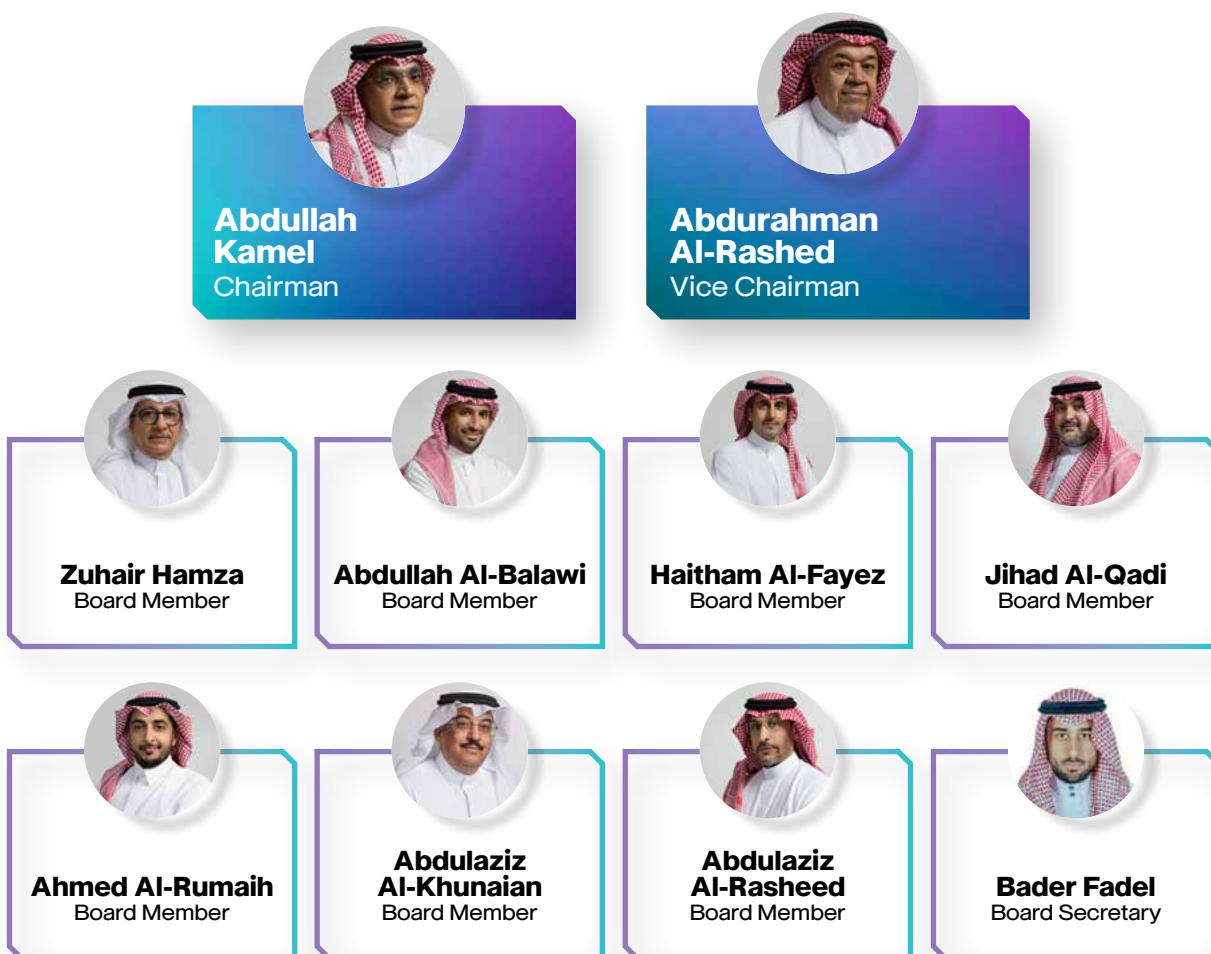 Abdullah
Kamel
Chairman
Abdurahman
Al-Rashed
Vice Chairman
Zuhair Hamza
Board Member
Abdullah Al-Balawi
Board Member
Haitham Al-Fayez
Board Member
Jihad Al-Qadi
Board Member
Ahmed Al-Rumaih
Board Member
Abdulaziz
Al-Khunaian
Board Member
Abdulaziz
Al-Rasheed
Board Member
Bader Fadel
Board Secretary